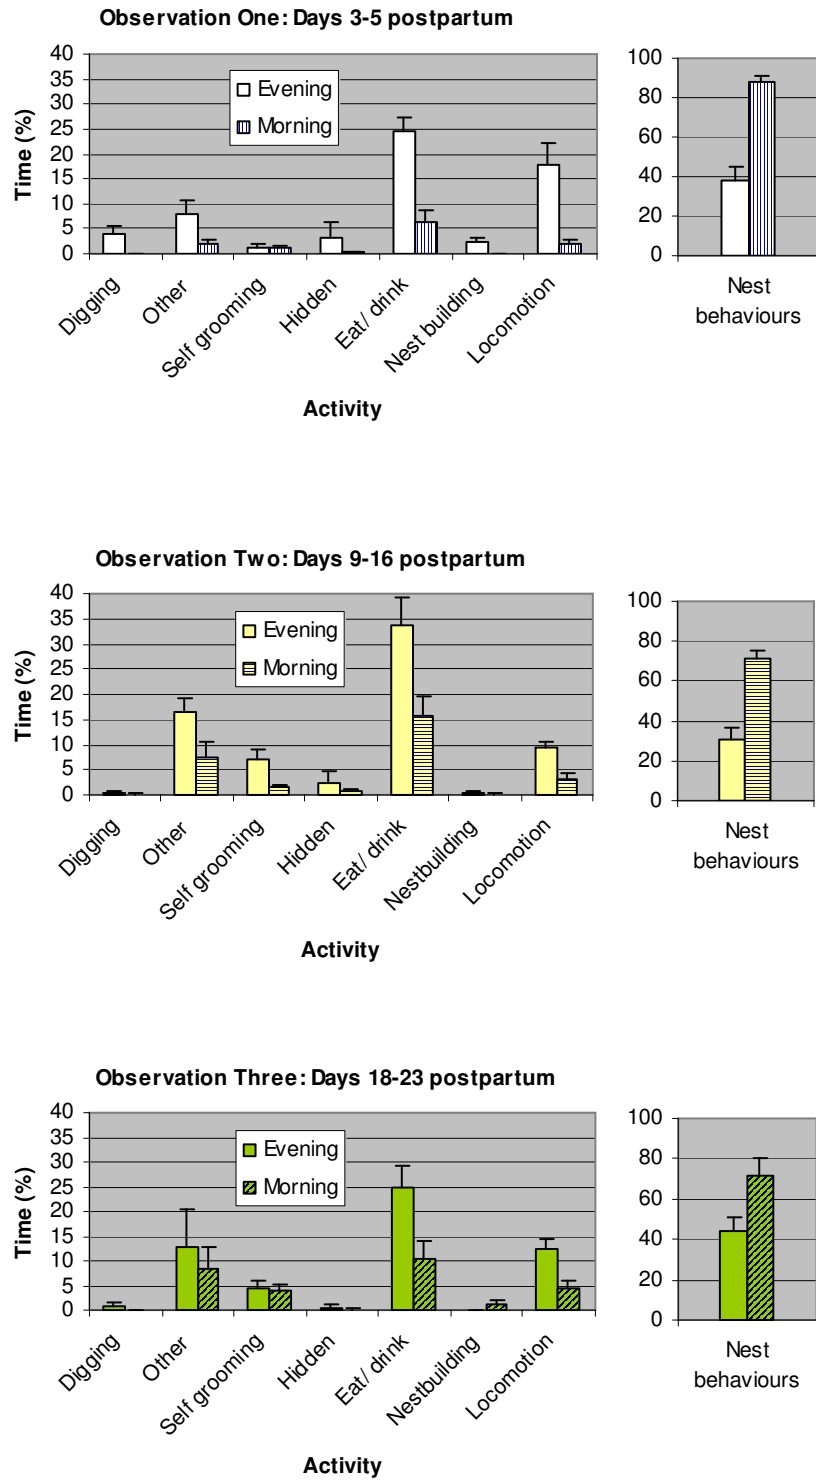 Observation One: Days 3-5 postpartum
40
35
30
25
20
15
10
5
0
Time (%)
Evening
Morning
Digging
Other
Self grooming
Hidden
Eat/ drink
Nest building
Locomotion
Activity
100
80
60
40
20
0
Nest
behaviours
Observation Two: Days 9-16 postpartum
40
35
30
25
20
15
10
5
0
Time (%)
Evening
Morning
Digging
Other
Self grooming
Hidden
Eat/ drink
Nestbuilding
Locomotion
Activity
100
80
60
40
20
0
Nest
behaviours
Observation Three: Days 18-23 postpartum
40
35
30
25
20
15
10
5
0
Time (%)
Evening
Morning
Digging
Other
Self grooming
Hidden
Eat/ drink
Nestbuilding
Locomotion
Activity
100
80
60
40
20
0
Nest
behaviours